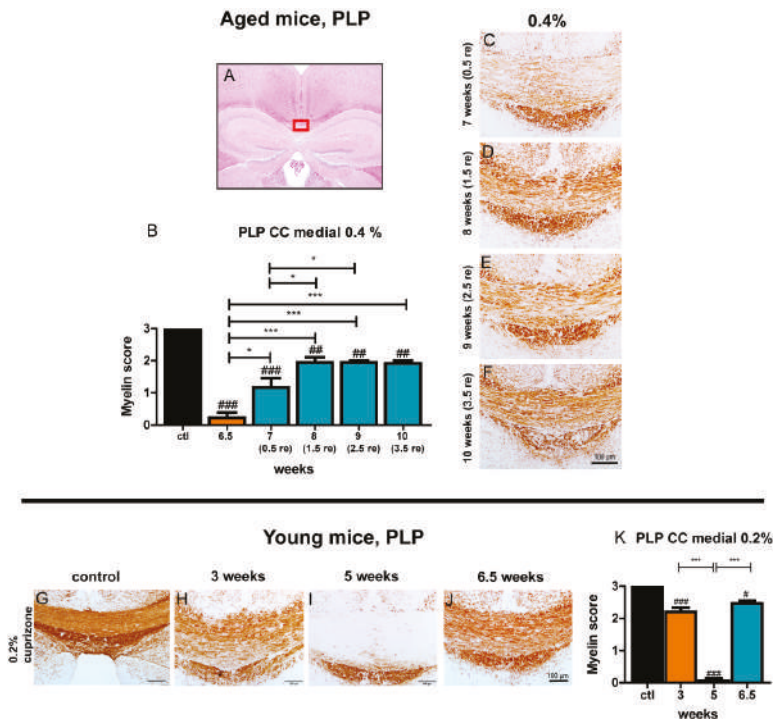 Aged mice, PLP
0.4%
A
B
PLP CC medial 0.4 %
*
*
***
***
***
*
###
###
##
##
##
Myelin score
3
2
1
0
ctl
6.5
7
8
9
10
(0.5 re)
(1.5 re)
(2.5 re)
(3.5 re)
weeks
C
7 weeks (0.5 re)
D
8 weeks (1.5 re)
E
9 weeks (2.5 re)
F
10 weeks (3.5 re)
100 µm
Young mice, PLP
control
3 weeks
5 weeks
6.5 weeks
0.2%
cuprizone
G
H
I
J
100 µm
K PLP CC medial 0.2%
***
***
###
###
#
Myelin score
3
2
1
0
ctl
3
5
6.5
weeks